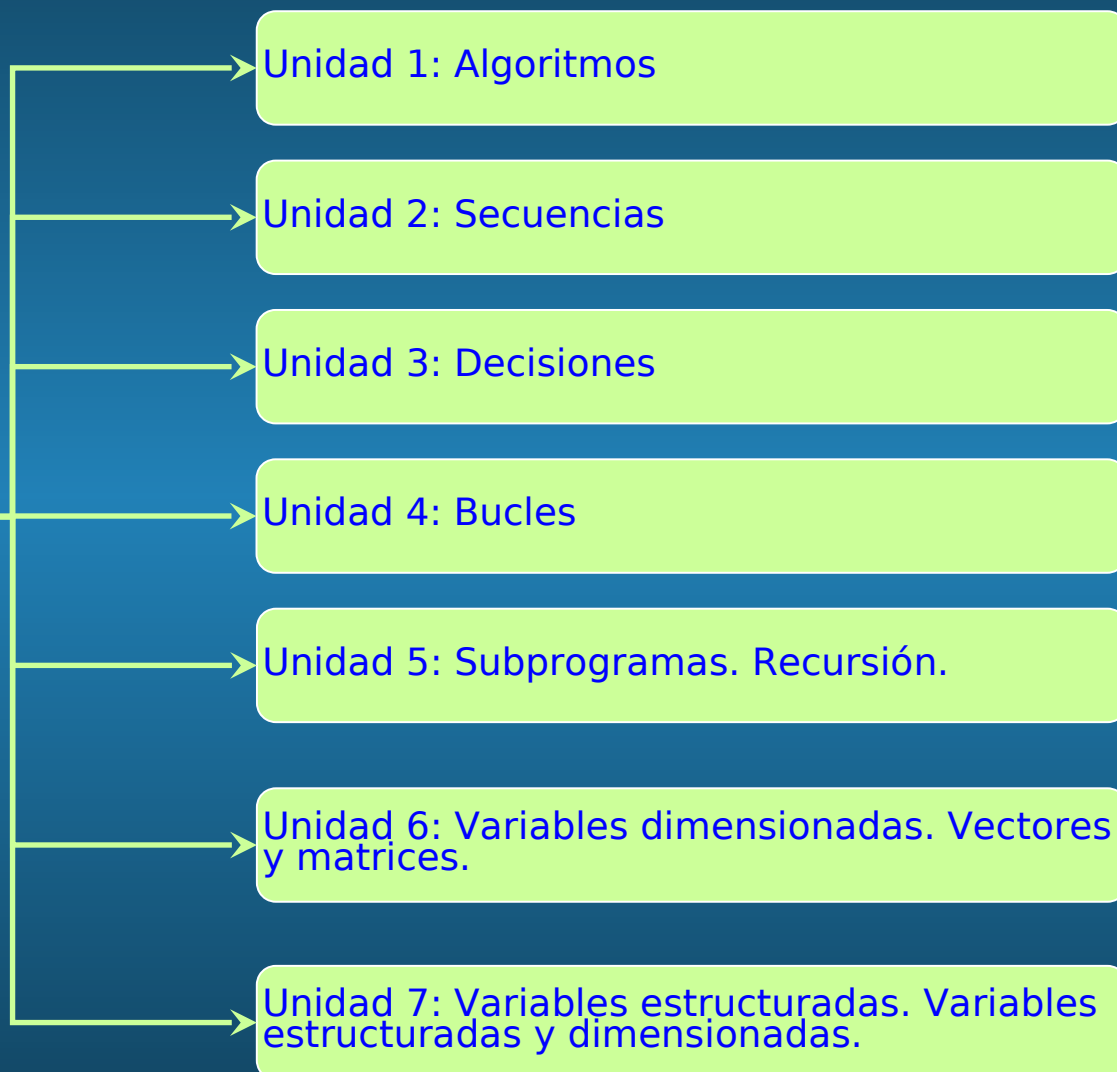 Unidad 1: Algoritmos
Unidad 2: Secuencias
Unidad 3: Decisiones
Unidad 4: Bucles
Unidad 5: Subprogramas. Recursión.
Unidad 6: Variables dimensionadas. Vectores
y matrices.
Unidad 7: Variables estructuradas. Variables
estructuradas y dimensionadas.